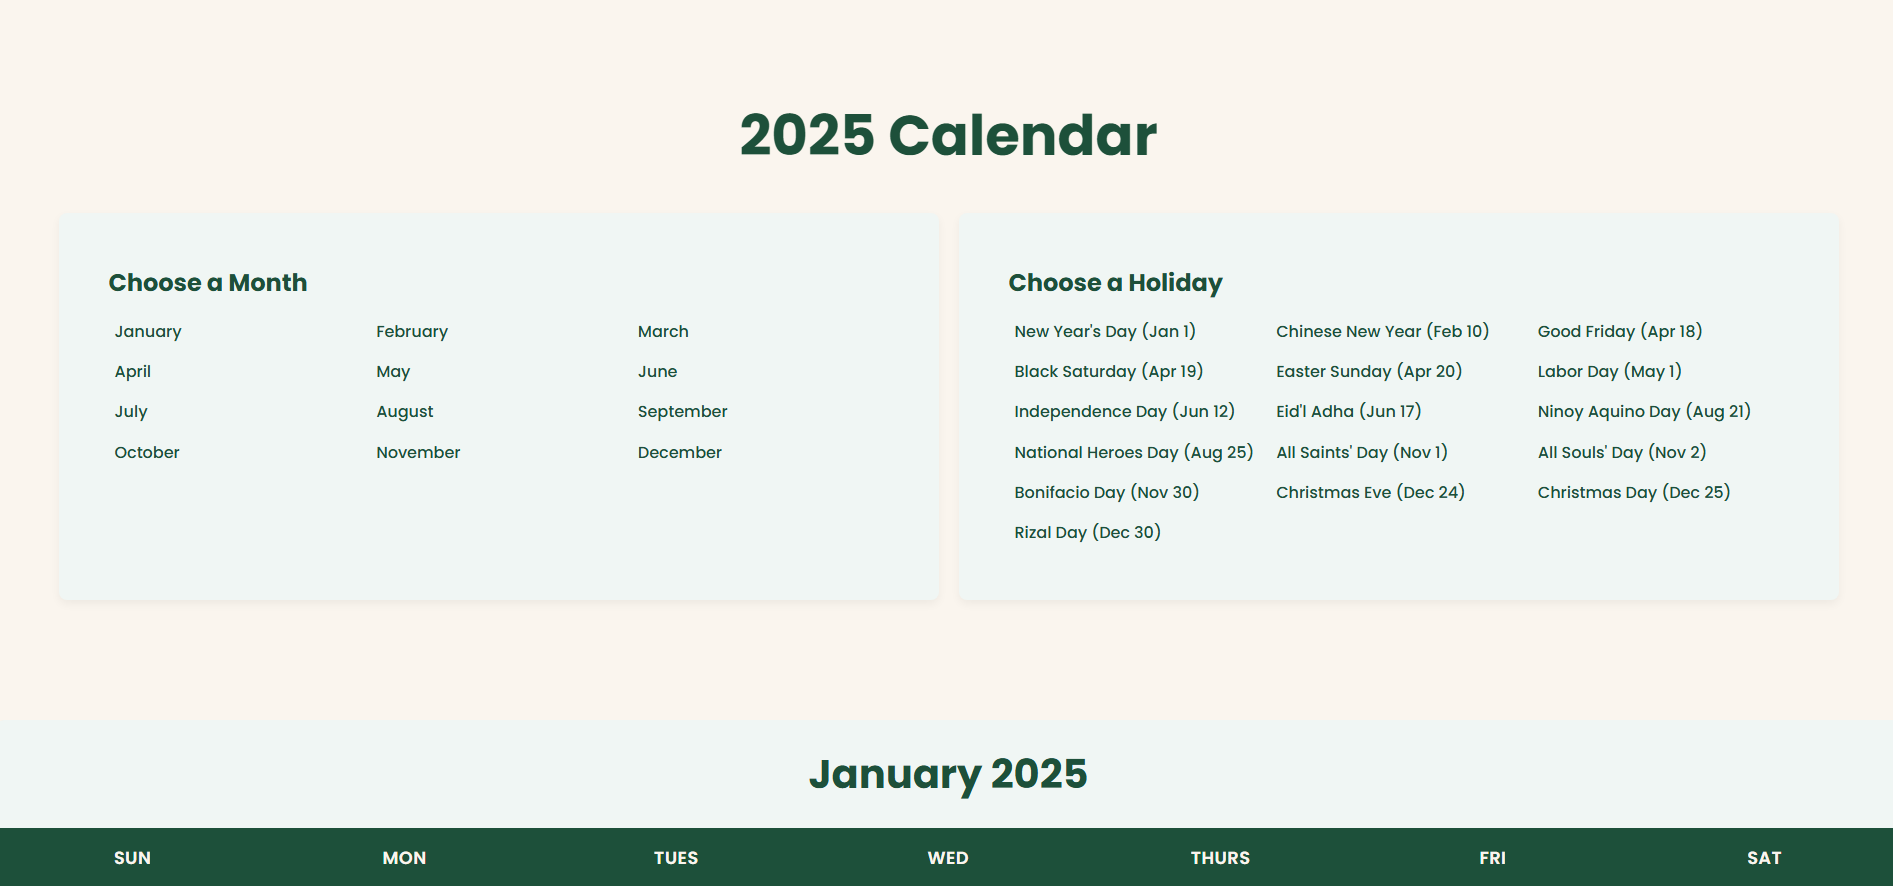 2025 Calendar
Choose a Month
January February March
April May June
July August September
October November December
Choose a Holiday
New Year's Day (Jan 1) Chinese New Year (Feb 10) Good Friday (Apr 18)
Black Saturday (Apr 19) Easter Sunday (Apr 20) Labor Day (May 1)
Independence Day (Jun 12) Eid'l Adha (Jun 17) Ninoy Aquino Day (Aug 21)
National Heroes Day (Aug 25) All Saints' Day (Nov 1) All Souls' Day (Nov 2)
Bonifacio Day (Nov 30) Christmas Eve (Dec 24) Christmas Day (Dec 25)
Rizal Day (Dec 30)
January 2025
SUN MON TUES WED THURS FRI SAT